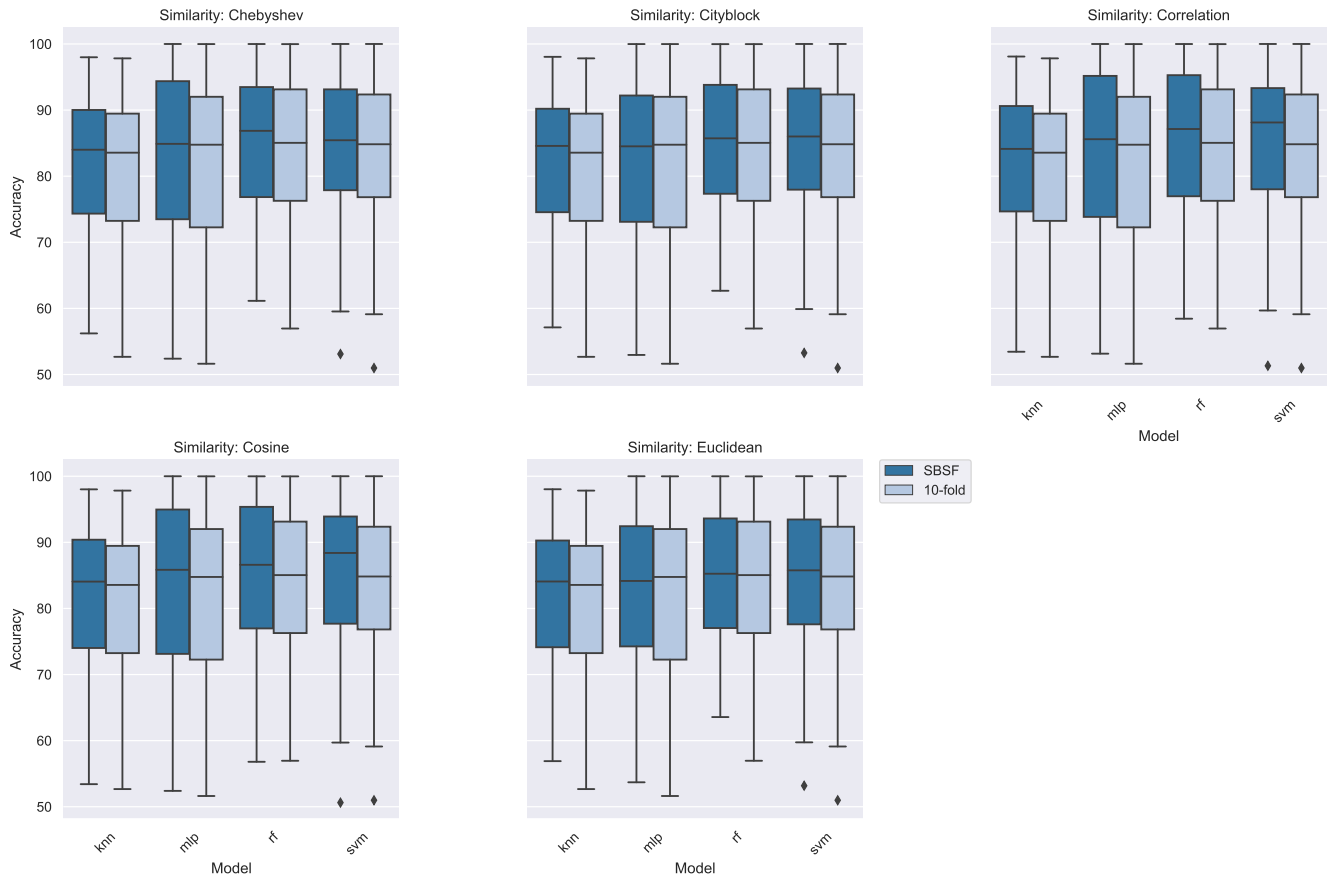 Similarity: Chebyshev
Similarity: Cityblock
Similarity: Correlation
100
90
80
70
60
50
Accuracy
knn
mlp
rf
svm
Model
Similarity: Cosine
Similarity: Euclidean
SBSF
10-fold
100
90
80
70
60
50
Accuracy
knn
mlp
rf
svm
Model
knn
mlp
rf
svm
Model